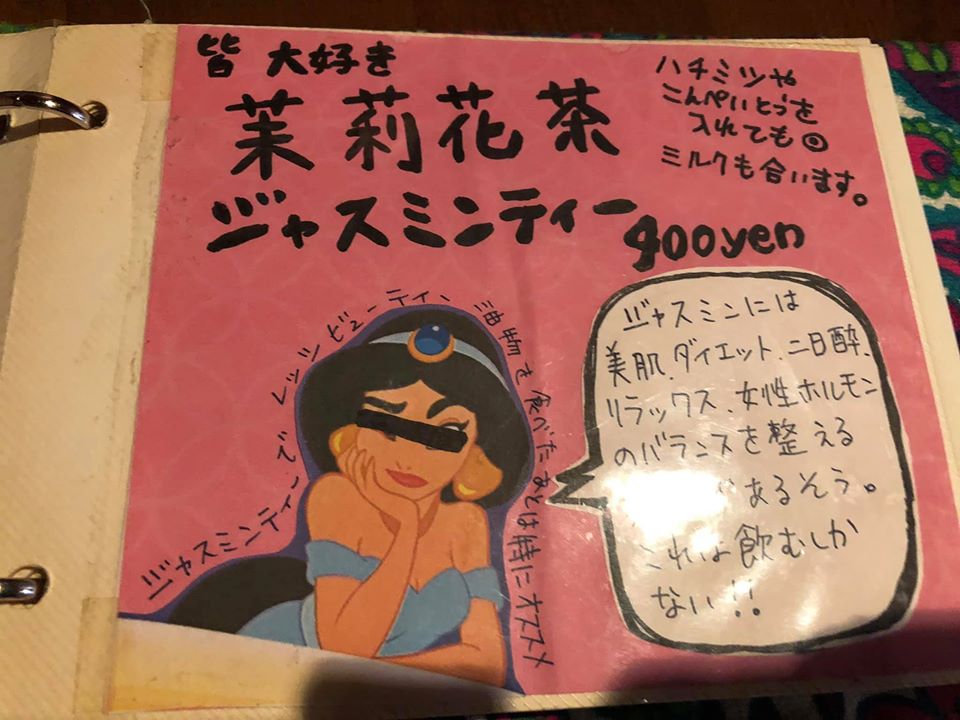 皆 大好き
茉莉花茶
ジャスミンティー
400yen
ハチミツや
こんぺいとうを
入れても◎
ミルクも合います。
ジャスミンティーで レッツ ビューティー 油物を食べたあとは特にオススメ
ジャスミンには
美肌、ダイエット、二日酔、
リラックス、女性ホルモン
のバランスを整える
あるそう。
これは飲むしか
ない!!